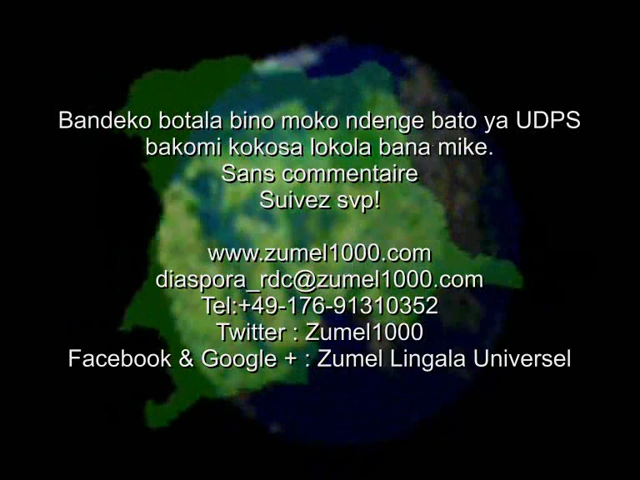 Bandeko botala bino moko ndenge bato ya UDPS
bakomi kokosa lokola bana mike.
Sans commentaire
Suivez svp!
www.zumel1000.com
diaspora_rdc@zumel1000.com
Tel:+49-176-91310352
Twitter : Zumel1000
Facebook & Google + : Zumel Lingala Universel